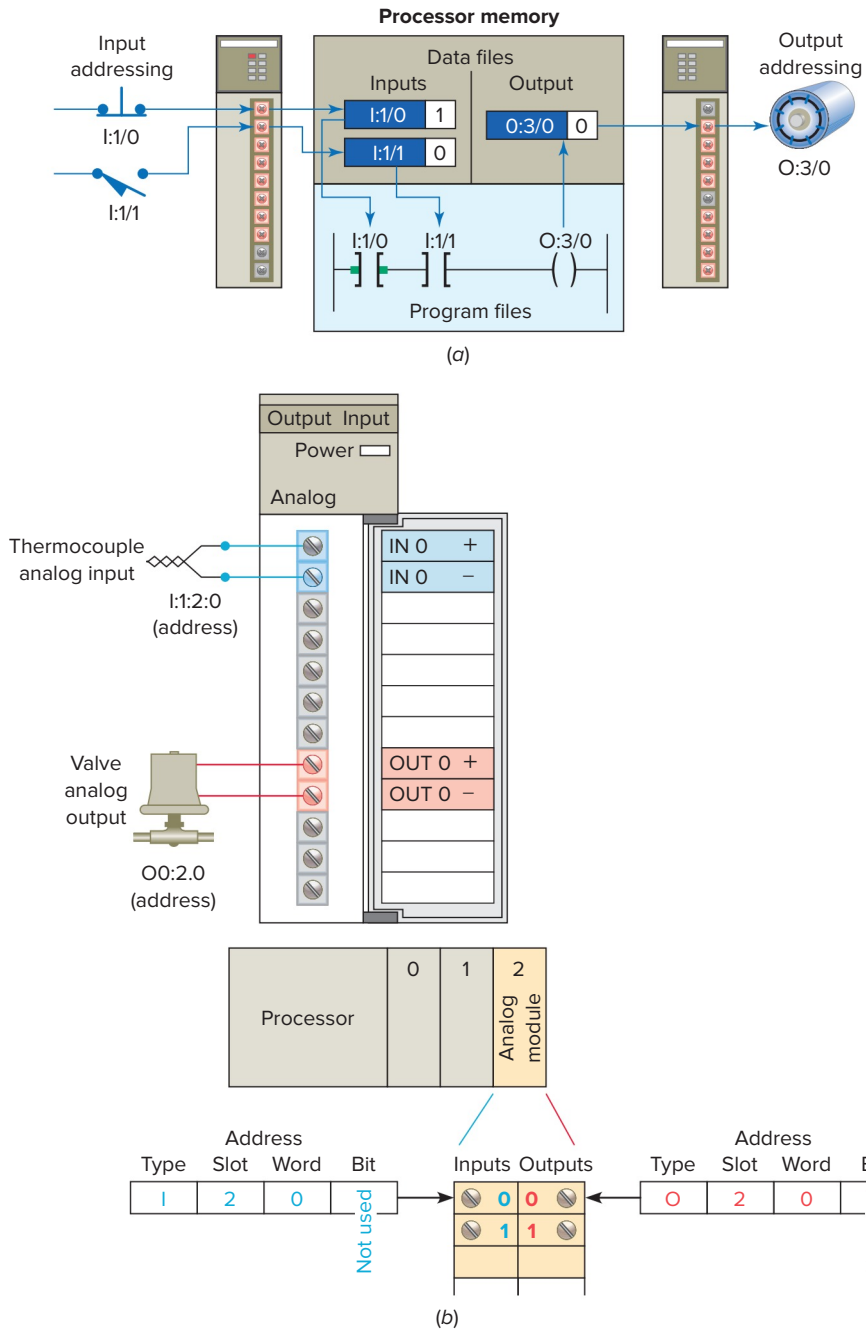 Processor memory
Input
addressing
I:1/0
I:1/1
Data files
Inputs
Output
I:1/0 1
I:1/1 0
0:3/0 0
I:1/0 I:1/1 O:3/0
Program files
Output
addressing
O:3/0
(a)
Output Input
Power
Analog
Thermocouple
analog input
I:1:2:0
(address)
IN 0 +
IN 0 −
Valve
analog
output
O0:2.0
(address)
OUT 0 +
OUT 0 −
Processor
0
1
2
Analog
module
Address
Type Slot Word Bit
I 2 0 Not used
Inputs Outputs
0 0
1 1
Address
Type Slot Word
O 2 0
(b)